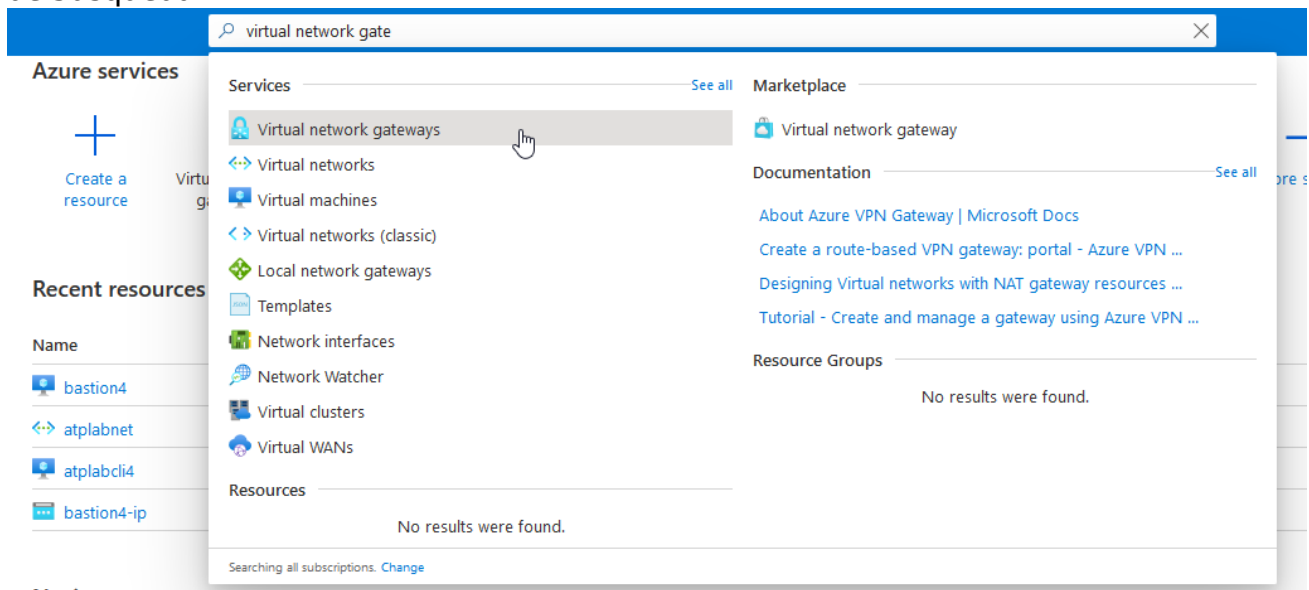 virtual network gate
Azure services
Create a
resource
Virtu
ga
ore s
Services
See all
Virtual network gateways
Virtual networks
Virtual machines
Virtual networks (classic)
Local network gateways
Templates
Network interfaces
Network Watcher
Virtual clusters
Virtual WANs
Resources
No results were found.
Searching all subscriptions. Change
Marketplace
Virtual network gateway
Documentation
See all
About Azure VPN Gateway | Microsoft Docs
Create a route-based VPN gateway: portal - Azure VPN ...
Designing Virtual networks with NAT gateway resources ...
Tutorial - Create and manage a gateway using Azure VPN ...
Resource Groups
No results were found.
Recent resources
Name
bastion4
atplabnet
atplabcli4
bastion4-ip